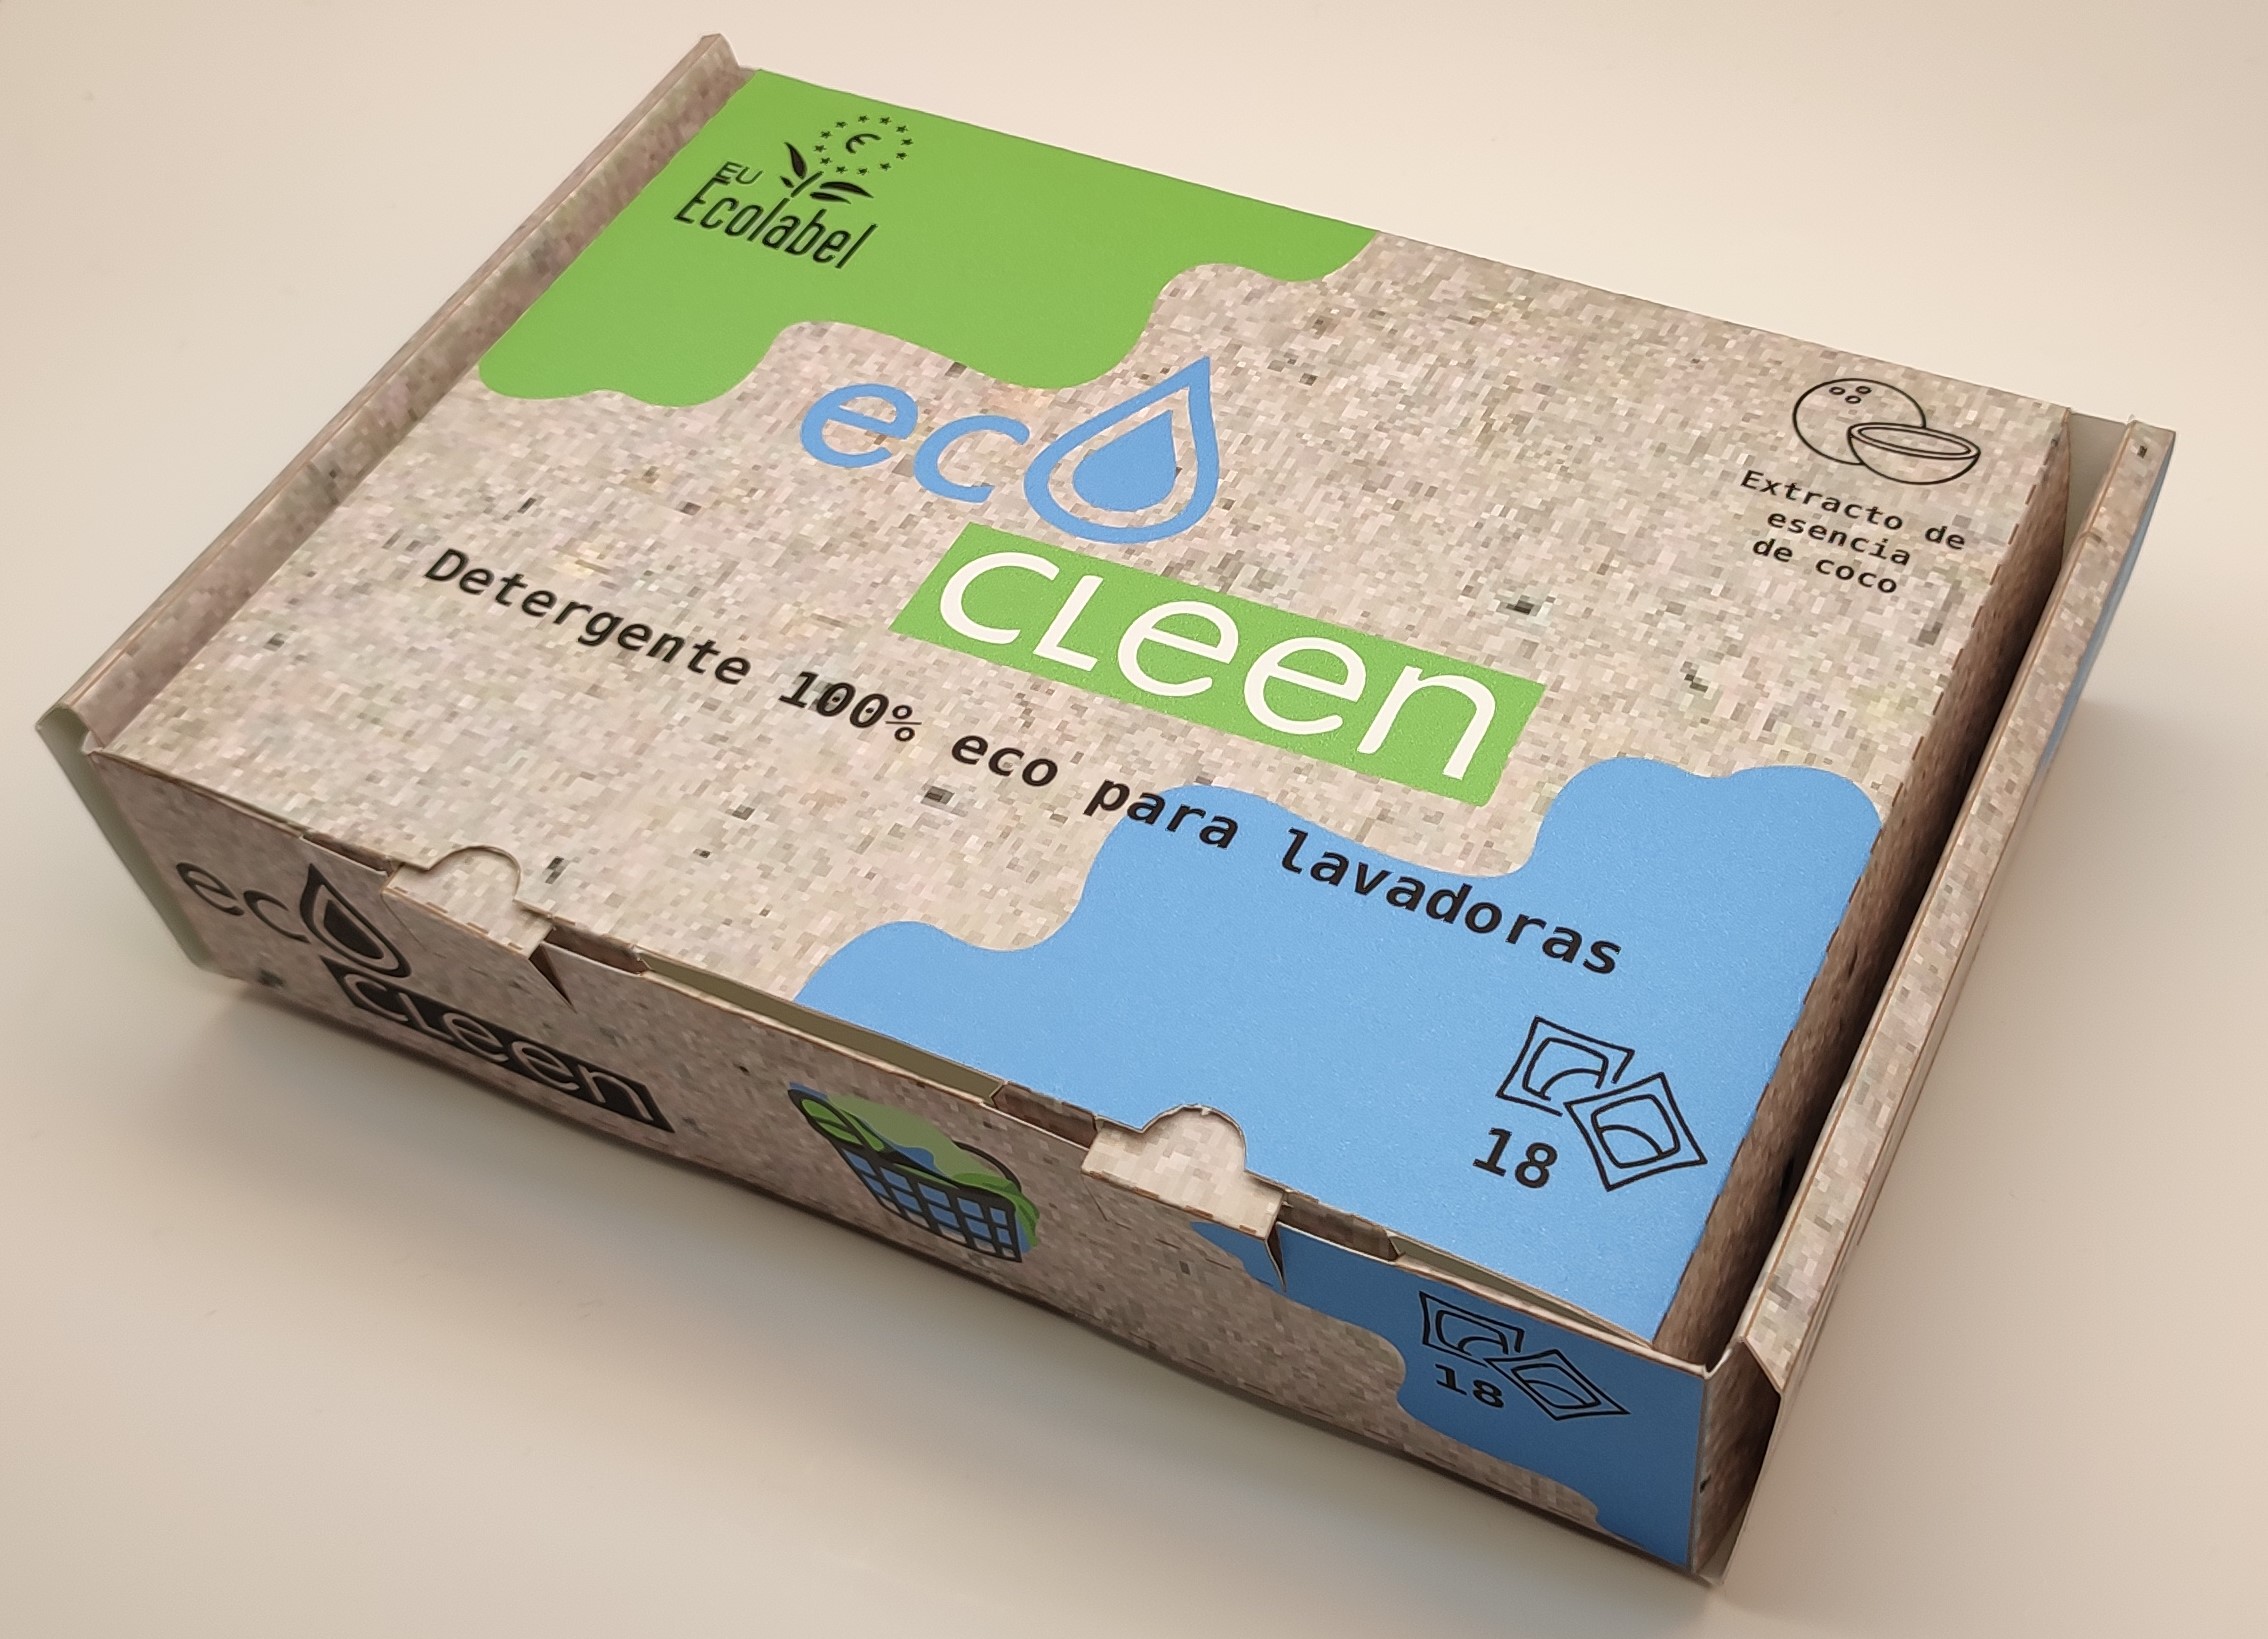 EU
Ecolabel
eco
CLeen
Extracto de
esencia
de coco
Detergente 100% eco para lavadoras
18
eco
CLeen
18